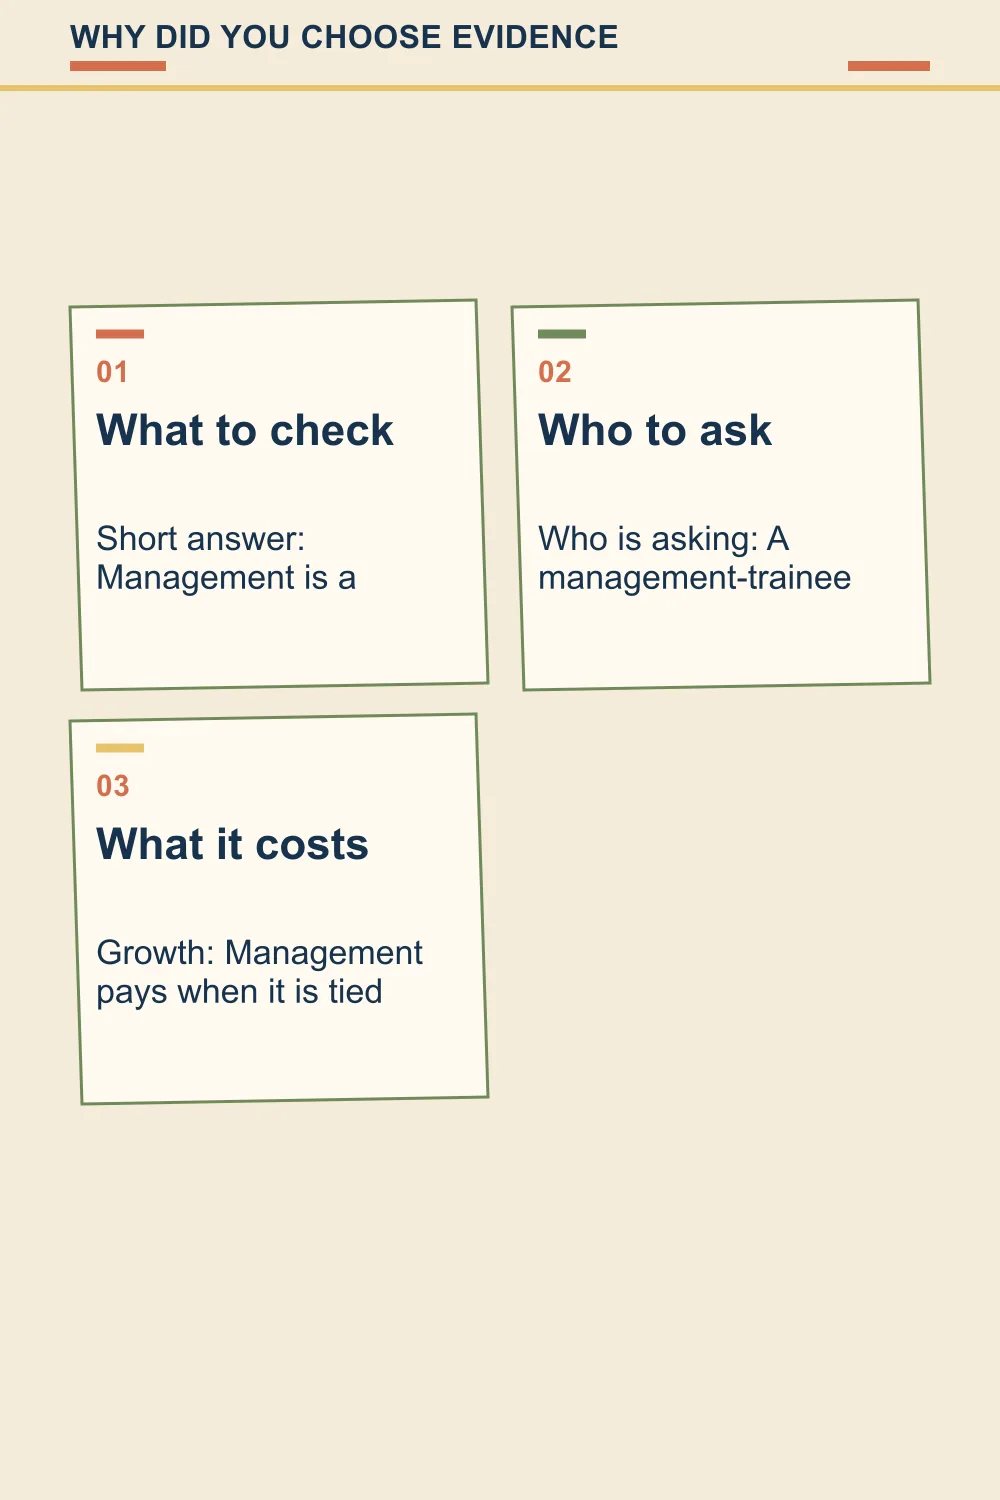 WHY DID YOU CHOOSE EVIDENCE
01
What to check
Short answer:
Management is a
02
Who to ask
Who is asking: A
management-trainee
03
What it costs
Growth: Management
pays when it is tied